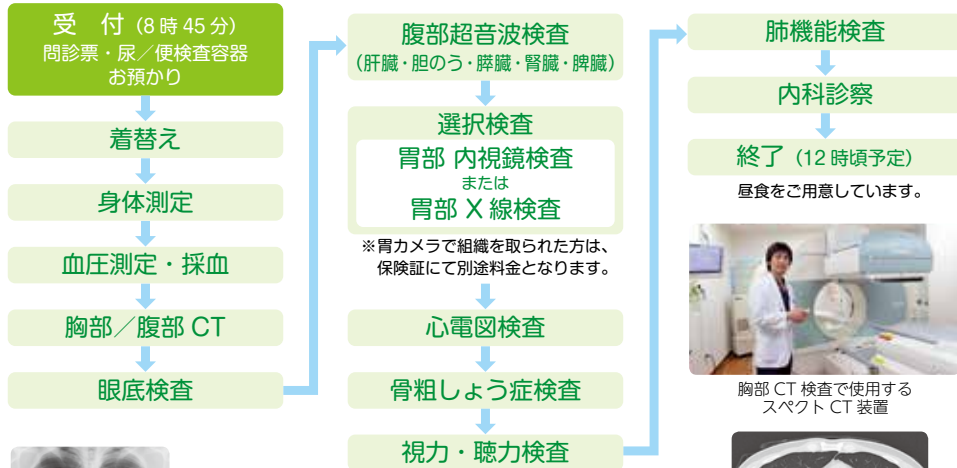 受 付(8 時 45 分)
問診票・尿／便検査容器
お預かり
着替え
身体測定
血圧測定・採血
胸部／腹部 CT
眼底検査
腹部超音波検査
(肝臓・胆のう・膵臓・腎臓・脾臓)
選択検査
胃部 内視鏡検査
または
胃部 X 線検査
※胃カメラで組織を取られた方は、
保険証にて別途料金となります。
心電図検査
骨粗しょう症検査
視力・聴力検査
肺機能検査
内科診察
終了(12 時頃予定)
昼食をご用意しています。
胸部 CT 検査で使用する
スペクト CT 装置